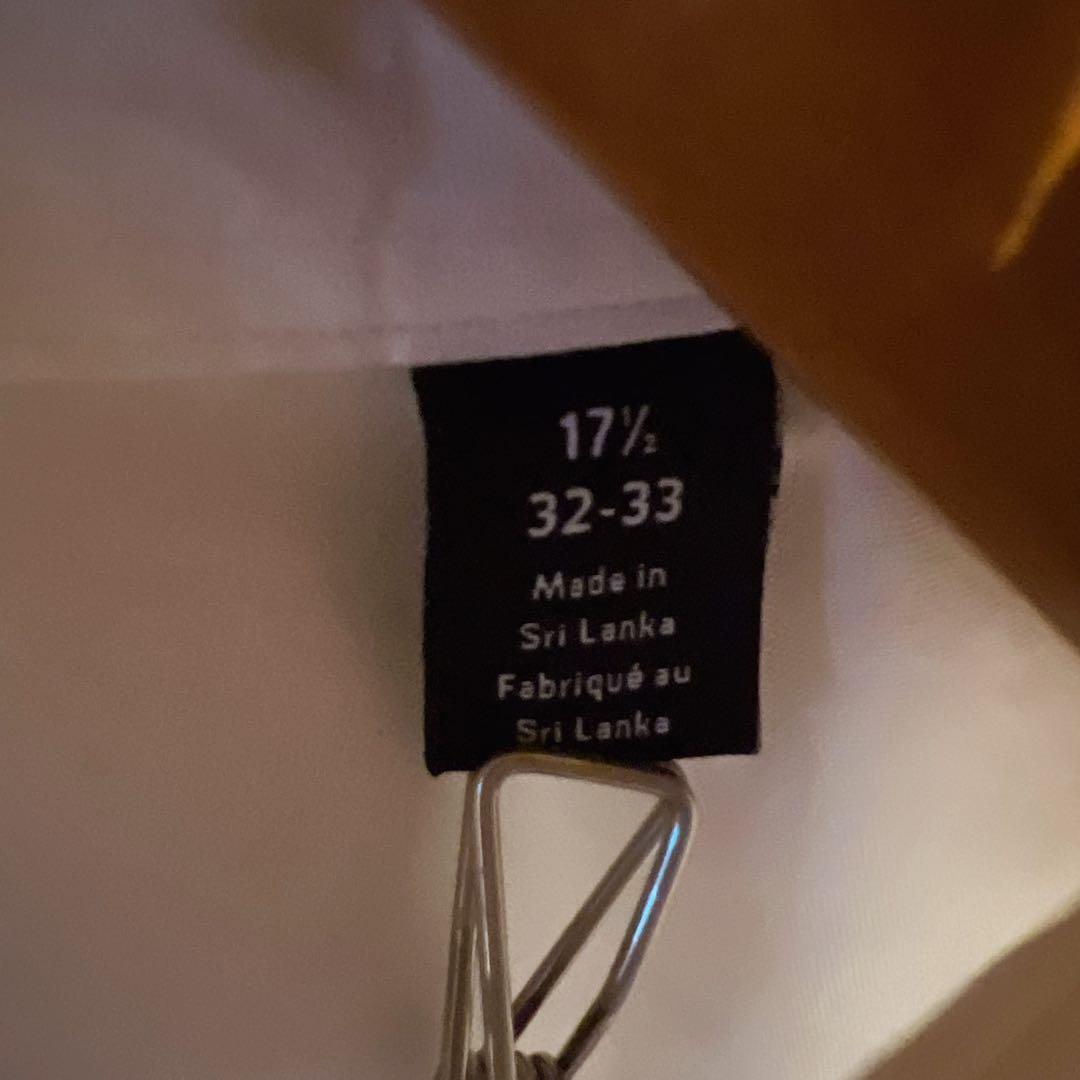 17½
32-33
Made in
Sri Lanka
Fabriqué au
Sri Lanka